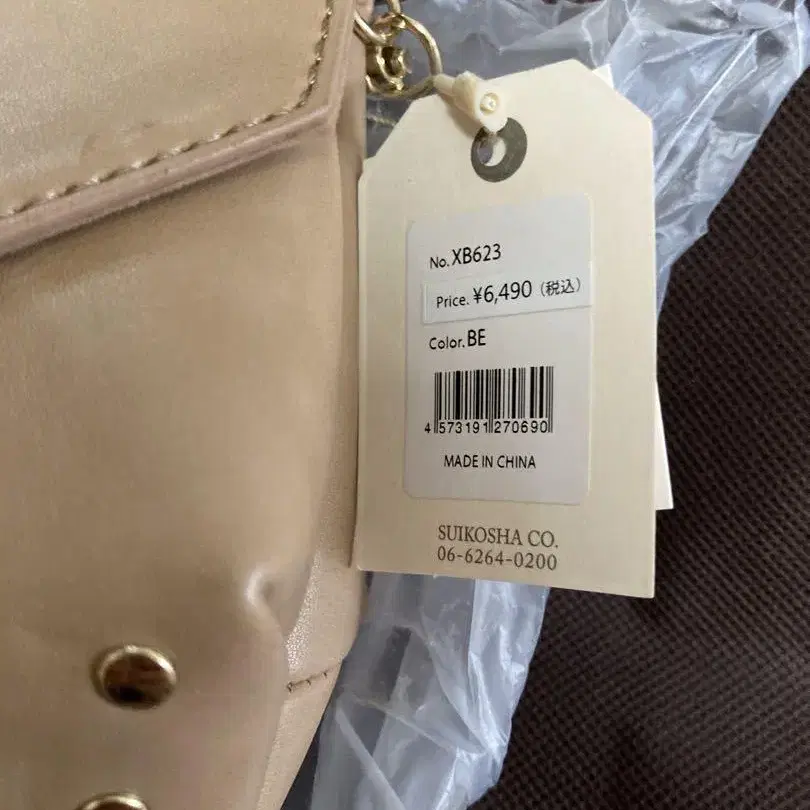 No. XB623
Price. ¥6,490 (税込)
Color. BE
4 573191 270690
MADE IN CHINA
SUIKOSHA CO.
06-6264-0200